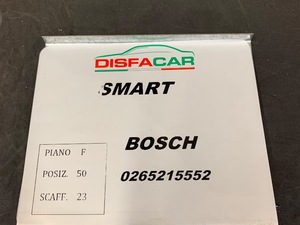 DISFACAR
SMART
BOSCH
0265215552
PIANO F
POSIZ. 50
SCAFF. 23